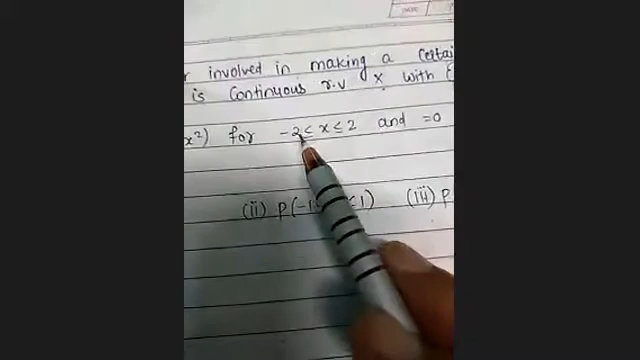 involved in making a certai
is continuous r.v X with {
x²) for -2 ≤ x ≤ 2 and =0
(ii) P(-1 < 1) (iii) P